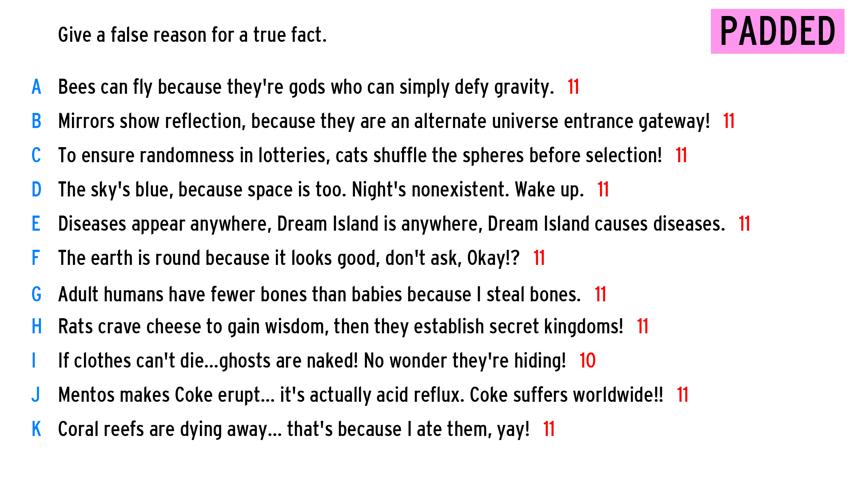 Give a false reason for a true fact.
PADDED
A Bees can fly because they're gods who can simply defy gravity. 11
B Mirrors show reflection, because they are an alternate universe entrance gateway! 11
C To ensure randomness in lotteries, cats shuffle the spheres before selection! 11
D The sky's blue, because space is too. Night's nonexistent. Wake up. 11
E Diseases appear anywhere, Dream Island is anywhere, Dream Island causes diseases. 11
F The earth is round because it looks good, don't ask, Okay!? 11
G Adult humans have fewer bones than babies because I steal bones. 11
H Rats crave cheese to gain wisdom, then they establish secret kingdoms! 11
I If clothes can't die...ghosts are naked! No wonder they're hiding! 10
J Mentos makes Coke erupt... it's actually acid reflux. Coke suffers worldwide!! 11
K Coral reefs are dying away... that's because I ate them, yay! 11